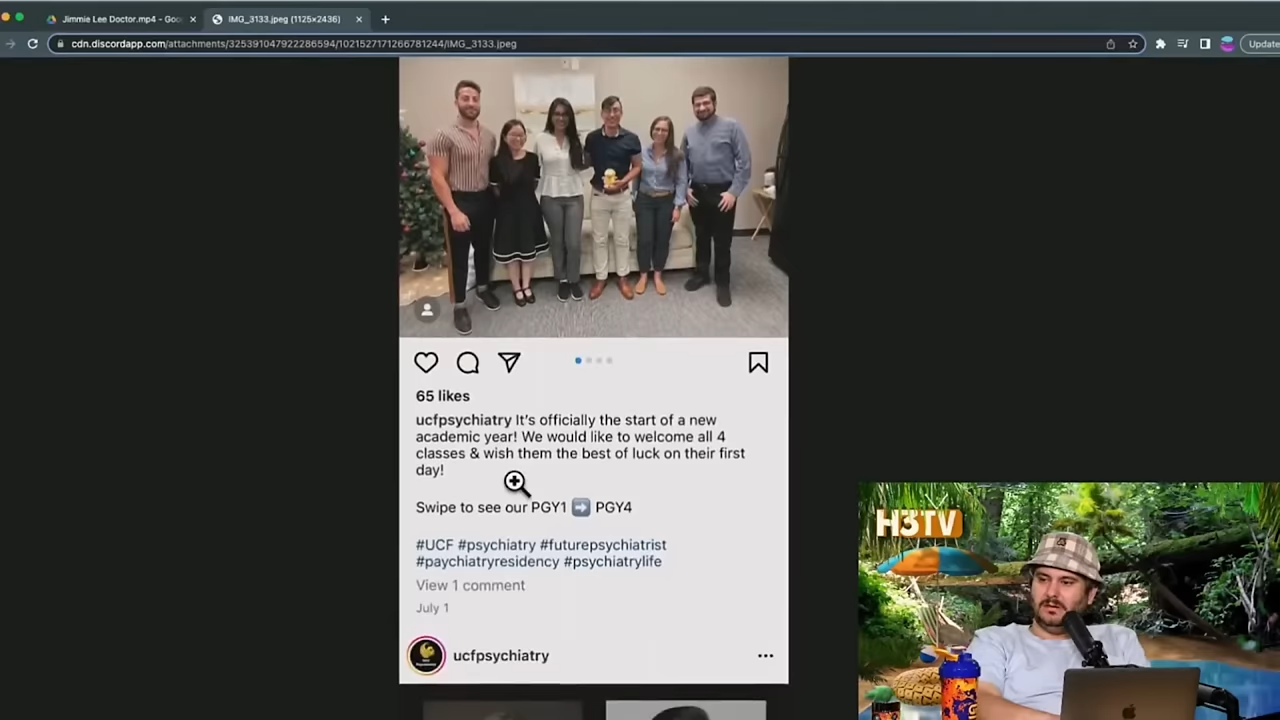 Jimmie Lee Doctor.mp4 - Goo
IMG_3133.jpeg (1125×2436)
cdn.discordapp.com/attachments/325391047922286594/1021527171266781244/IMG_3133.jpeg
Update
65 likes
ucfpsychiatry It's officially the start of a new
academic year! We would like to welcome all 4
classes & wish them the best of luck on their first
day!
Swipe to see our PGY1 ➡️ PGY4
#UCF #psychiatry #futurepsychiatrist
#paychiatryresidency #psychiatrylife
View 1 comment
July 1
ucfpsychiatry
H3TV